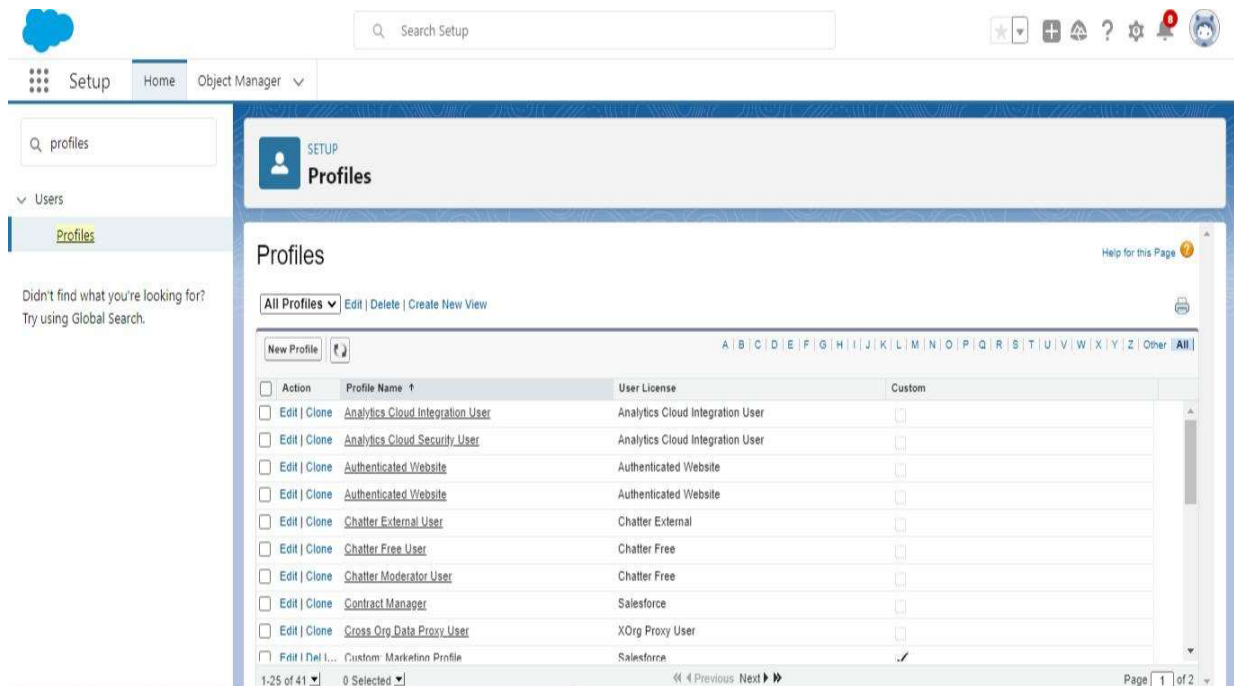 Search Setup
8
Setup Home Object Manager
profiles
Users
Profiles
Didn't find what you're looking for?
Try using Global Search.
SETUP
Profiles
Profiles
Help for this Page ?
All Profiles Edit | Delete | Create New View
New Profile A | B | C | D | E | F | G | H | I | J | K | L | M | N | O | P | Q | R | S | T | U | V | W | X | Y | Z | Other All
Action Profile Name ↑ User License Custom
Edit | Clone Analytics Cloud Integration User Analytics Cloud Integration User
Edit | Clone Analytics Cloud Security User Analytics Cloud Integration User
Edit | Clone Authenticated Website Authenticated Website
Edit | Clone Authenticated Website Authenticated Website
Edit | Clone Chatter External User Chatter External
Edit | Clone Chatter Free User Chatter Free
Edit | Clone Chatter Moderator User Chatter Free
Edit | Clone Contract Manager Salesforce
Edit | Clone Cross Org Data Proxy User XOrg Proxy User
Edit | Del |... Custom: Marketing Profile Salesforce
1-25 of 41 0 Selected Previous Next Page 1 of 2